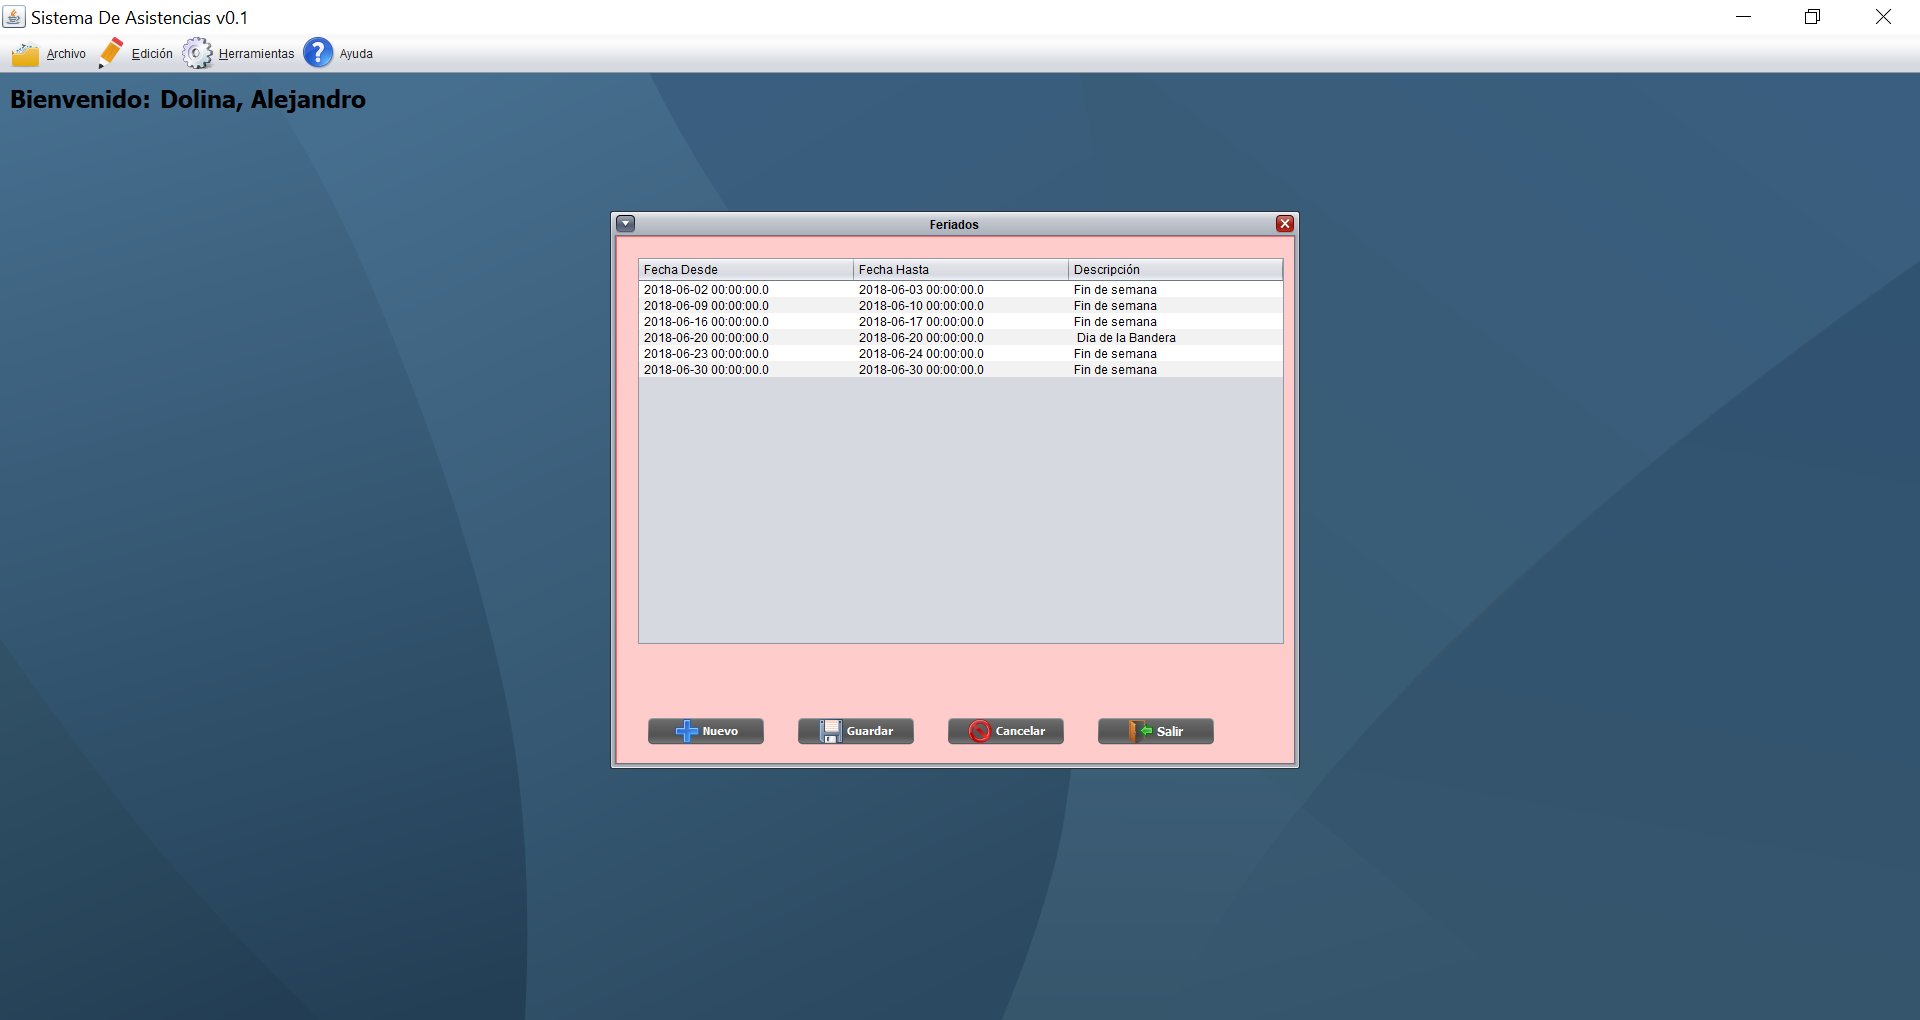 Sistema De Asistencias v0.1
Archivo Edición Herramientas ? Ayuda
Bienvenido: Dolina, Alejandro
Feriados
Fecha Desde Fecha Hasta Descripción
2018-06-02 00:00:00.0 2018-06-03 00:00:00.0 Fin de semana
2018-06-09 00:00:00.0 2018-06-10 00:00:00.0 Fin de semana
2018-06-16 00:00:00.0 2018-06-17 00:00:00.0 Fin de semana
2018-06-20 00:00:00.0 2018-06-20 00:00:00.0 Dia de la Bandera
2018-06-23 00:00:00.0 2018-06-24 00:00:00.0 Fin de semana
2018-06-30 00:00:00.0 2018-06-30 00:00:00.0 Fin de semana
Nuevo Guardar Cancelar Salir